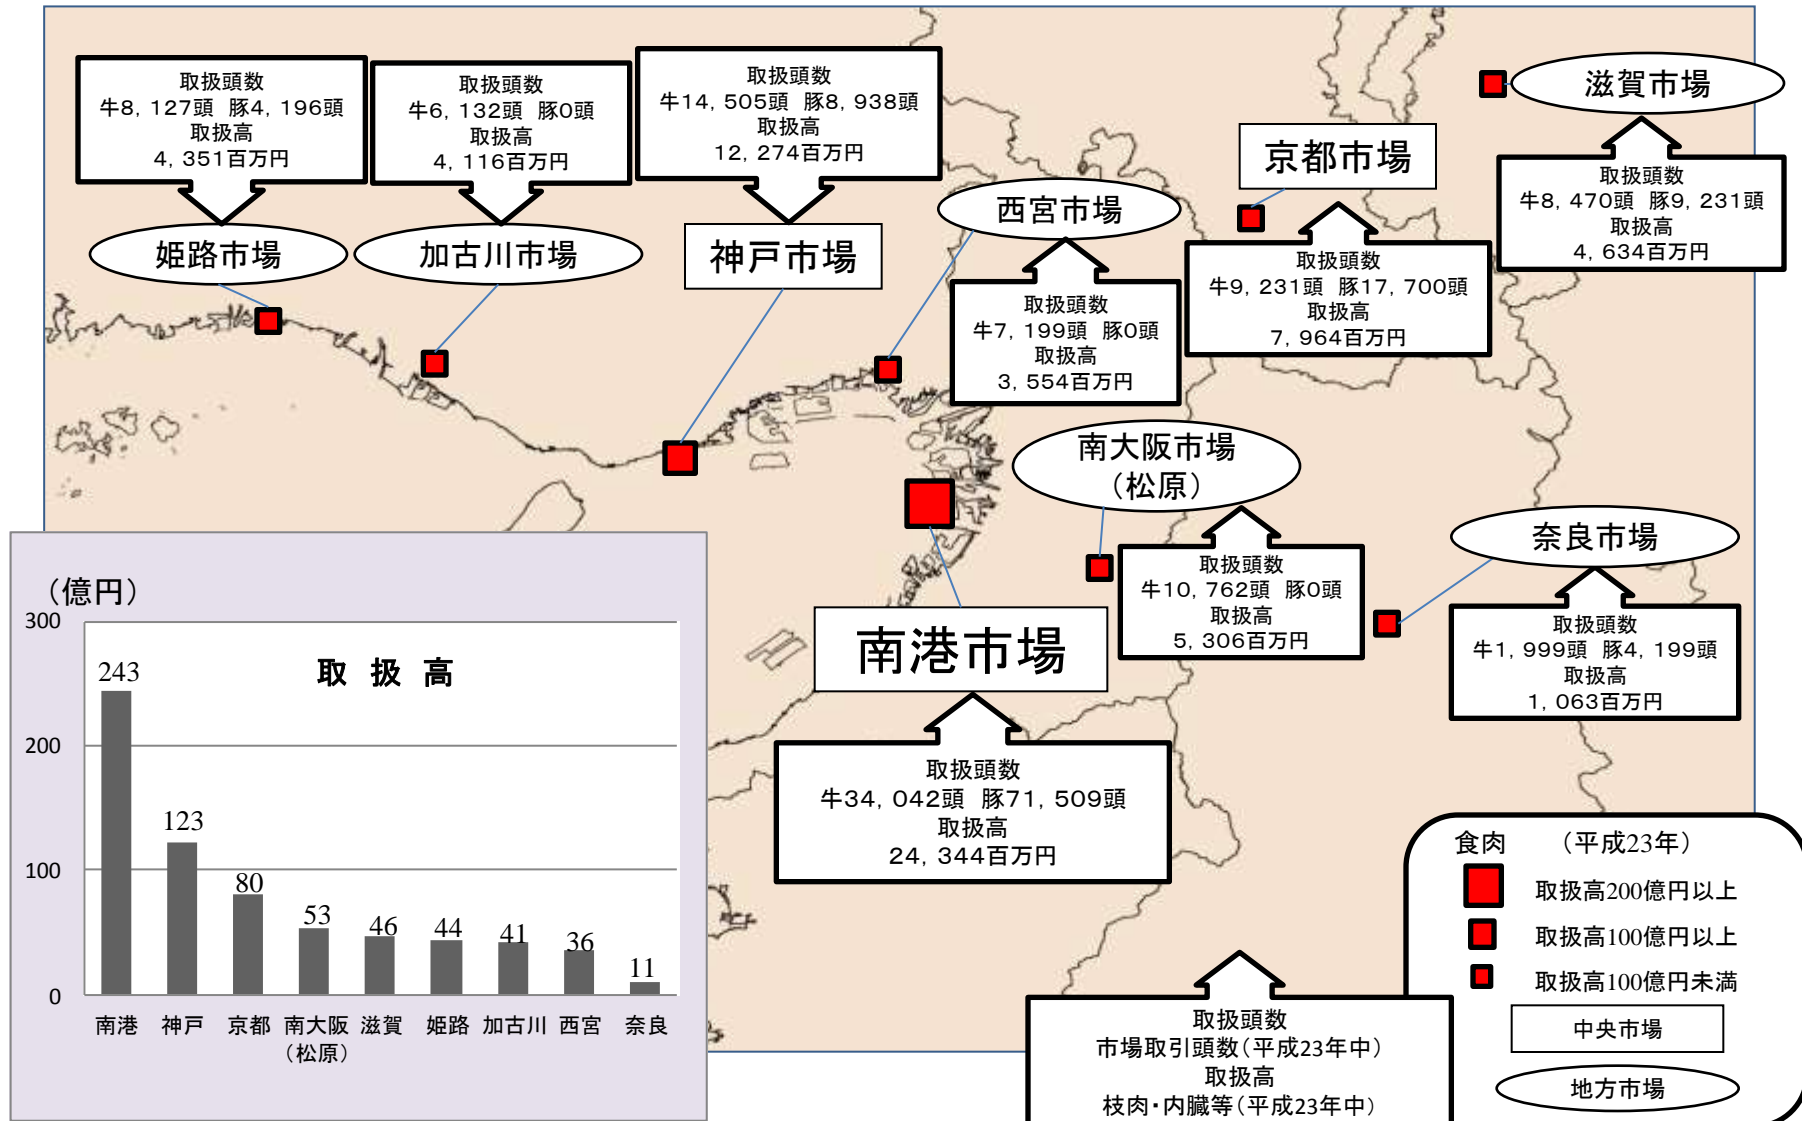 取扱頭数
牛8,127頭 豚4,196頭
取扱高
4,351百万円
姫路市場
取扱頭数
牛6,132頭 豚0頭
取扱高
4,116百万円
加古川市場
取扱頭数
牛14,505頭 豚8,938頭
取扱高
12,274百万円
神戸市場
西宮市場
取扱頭数
牛7,199頭 豚0頭
取扱高
3,554百万円
京都市場
取扱頭数
牛9,231頭 豚17,700頭
取扱高
7,964百万円
滋賀市場
取扱頭数
牛8,470頭 豚9,231頭
取扱高
4,634百万円
南大阪市場
(松原)
取扱頭数
牛10,762頭 豚0頭
取扱高
5,306百万円
奈良市場
取扱頭数
牛1,999頭 豚4,199頭
取扱高
1,063百万円
南港市場
取扱頭数
牛34,042頭 豚71,509頭
取扱高
24,344百万円
(億円)
取 扱 高
300
200
100
0
243
123
80
53
46
44
41
36
11
南港 神戸 京都 南大阪 滋賀 姫路 加古川 西宮 奈良
(松原)
取扱頭数
市場取引頭数(平成23年中)
取扱高
枝肉・内臓等(平成23年中)
食肉 (平成23年)
取扱高200億円以上
取扱高100億円以上
取扱高100億円未満
中央市場
地方市場